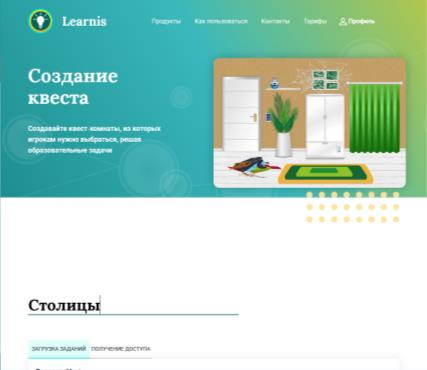 Learnis
Продукты Как пользоваться Контакты Тарифы Профиль
Создание
квеста
Создавайте квест-комнаты, из которых
игрокам нужно выбраться, решая
образовательные задачи
Столицы
ЗАГРУЗКА ЗАДАНИЙ ПОЛУЧЕНИЕ ДОСТУПА